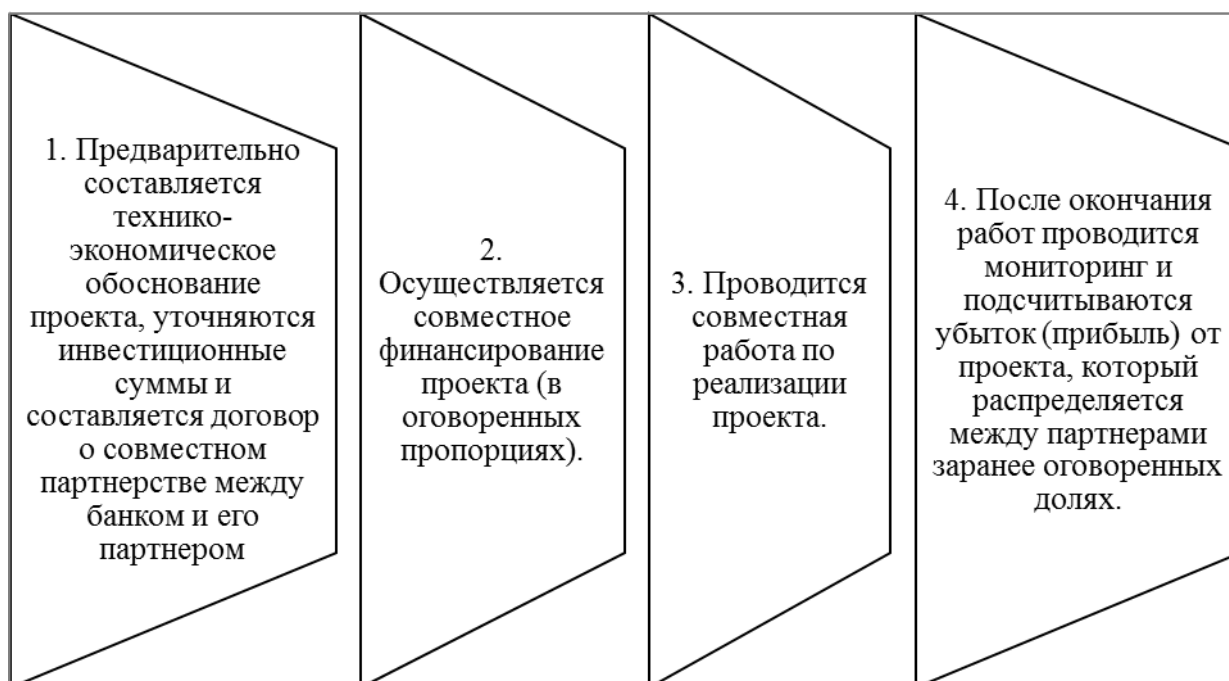 1. Предварительно
составляется
технико-
экономическое
обоснование
проекта, уточняются
инвестиционные
суммы и
составляется договор
о совместном
партнерстве между
банком и его
партнером
2.
Осуществляется
совместное
финансирование
проекта (в
оговоренных
пропорциях).
3. Проводится
совместная
работа по
реализации
проекта.
4. После окончания
работ проводится
мониторинг и
подсчитываются
убыток (прибыль) от
проекта, который
распределяется
между партнерами
заранее оговоренных
долях.